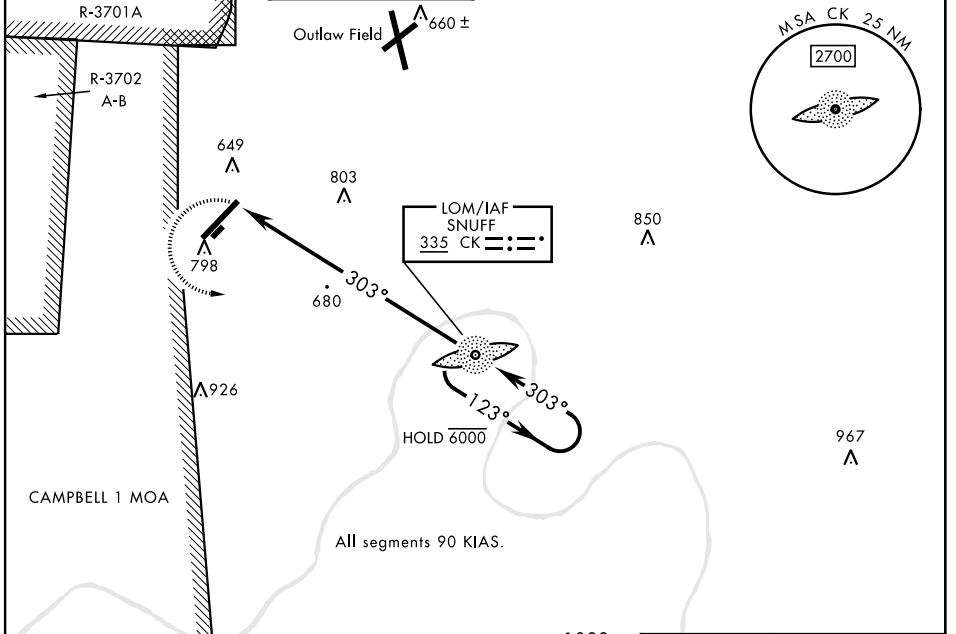 R-3701A
Outlaw Field
660 ±
MSA CK 25 NM
2700
R-3702
A-B
649
803
LOM/IAF
SNUFF
335 CK
850
798
303°
680
926
123°
303°
HOLD 6000
967
CAMPBELL 1 MOA
All segments 90 KIAS.